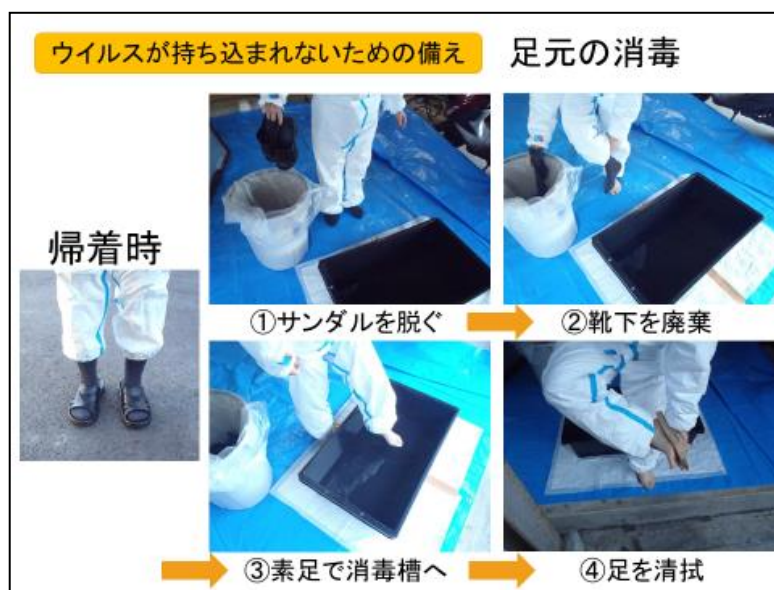 ウイルスが持ち込まれないための備え
足元の消毒
帰着時
①サンダルを脱ぐ
②靴下を廃棄
③素足で消毒槽へ
④足を清拭